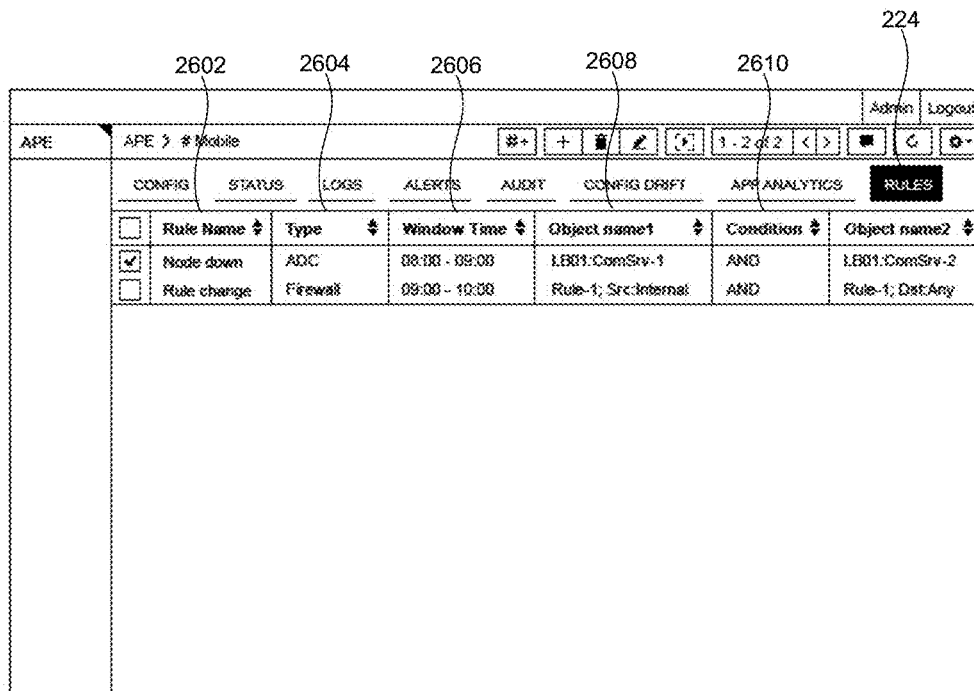 224
2602 2604 2606 2608 2610
Admin Logout
APE APE > # Mobile #+ + 1 - 2 of 2 < >
CONFIG STATUS LOGS ALERTS AUDIT CONFIG DRIFT APP ANALYTICS RULES
Rule Name Type Window Time Object name1 Condition Object name2
Node down ADC 08:00 - 09:00 LB01:ComSrv-1 AND LB01:ComSrv-2
Rule change Firewall 09:00 - 10:00 Rule-1; Src:Internal AND Rule-1; Dst:Any